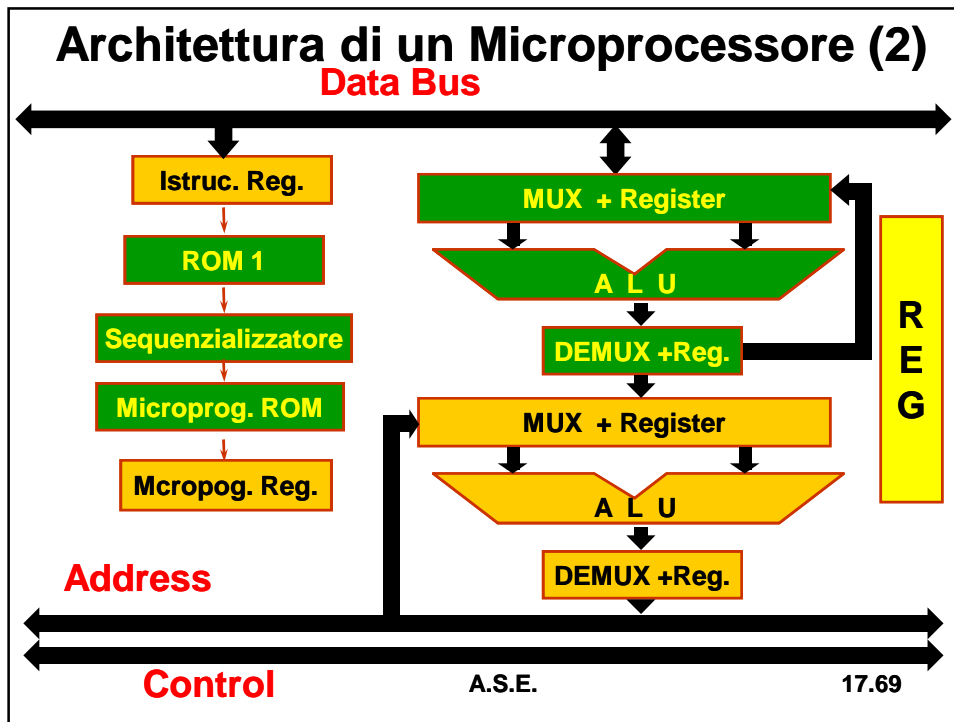 Architettura di un Microprocessore (2)
Data Bus
Istruc. Reg.
ROM 1
Sequenzializzatore
Microprog. ROM
Mcropog. Reg.
MUX + Register
A L U
DEMUX +Reg.
MUX + Register
A L U
DEMUX +Reg.
R
E
G
Address
Control
A.S.E.
17.69